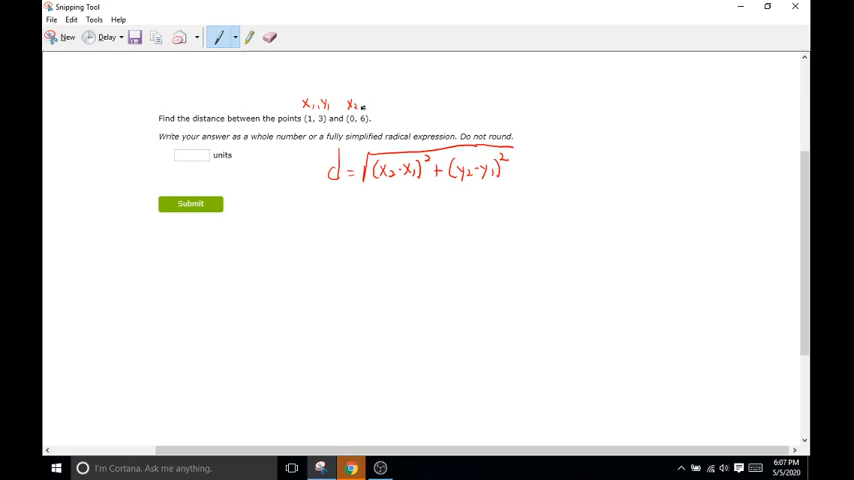 Snipping Tool
File Edit Tools Help
New Delay
x₁,y₁ x₂
Find the distance between the points (1, 3) and (0, 6).
Write your answer as a whole number or a fully simplified radical expression. Do not round.
units
d = √(x₂-x₁)² + (y₂-y₁)²
Submit
I'm Cortana. Ask me anything.
6:07 PM
5/5/2020